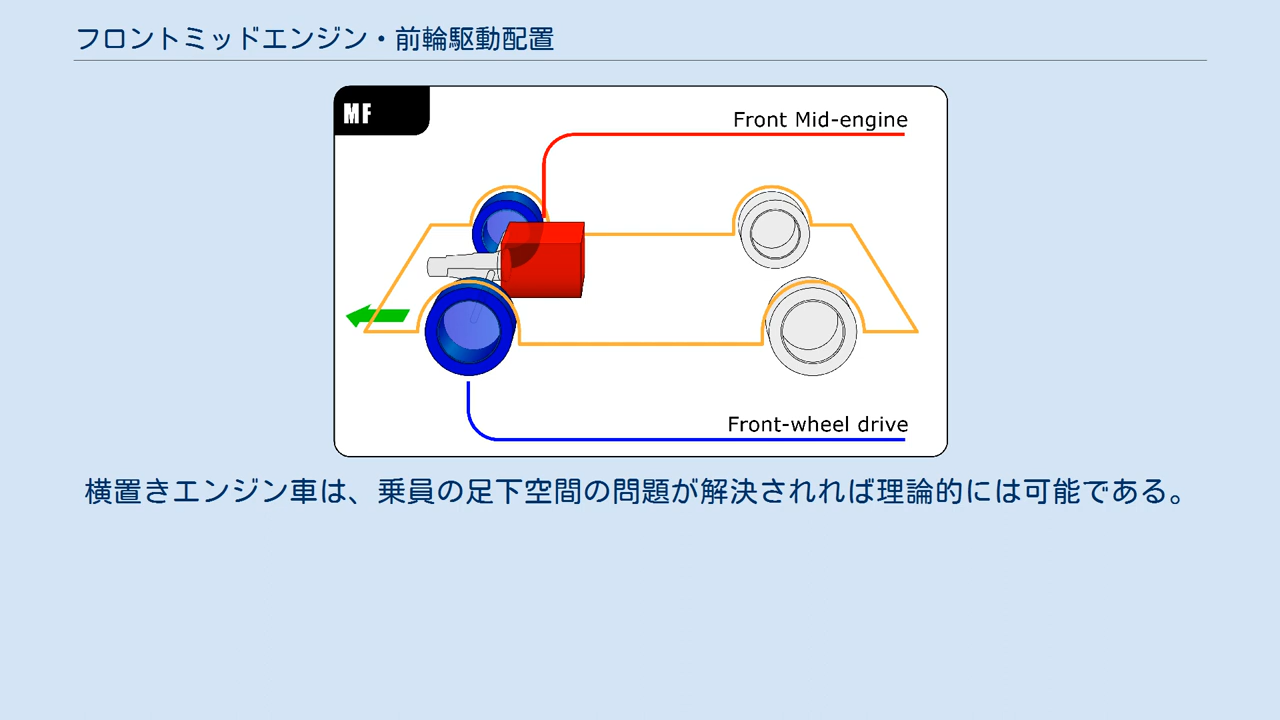 フロントミッドエンジン・前輪駆動配置
MF
Front Mid-engine
Front-wheel drive
横置きエンジン車は、乗員の足下空間の問題が解決されれば理論的には可能である。